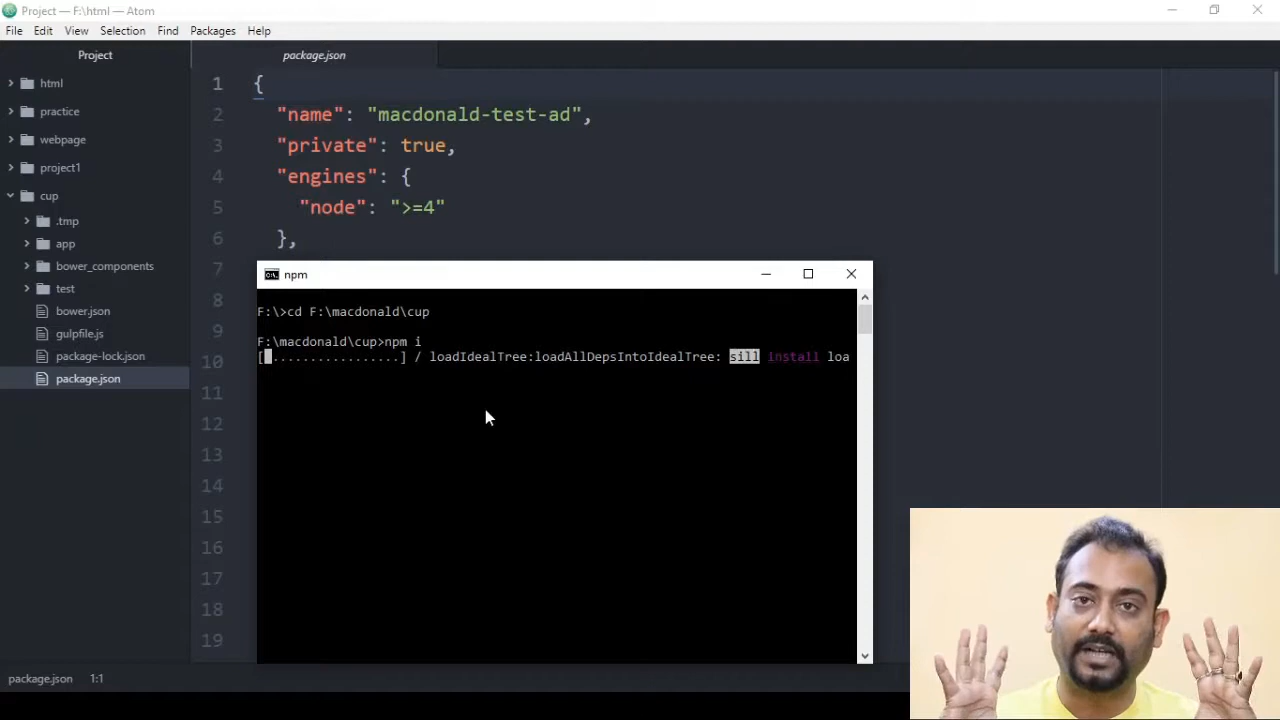 Project — F:\html — Atom
File Edit View Selection Find Packages Help
Project
html
practice
webpage
project1
cup
.tmp
app
bower_components
test
bower.json
gulpfile.js
package-lock.json
package.json
package.json
1 {
2 "name": "macdonald-test-ad",
3 "private": true,
4 "engines": {
5 "node": ">=4"
6 },
7
8
9
10
11
12
13
14
15
16
17
18
19
npm
F:\>cd F:\macdonald\cup
F:\macdonald\cup>npm i
[ ................] / loadIdealTree:loadAllDepsIntoIdealTree: sill install loa
package.json 1:1